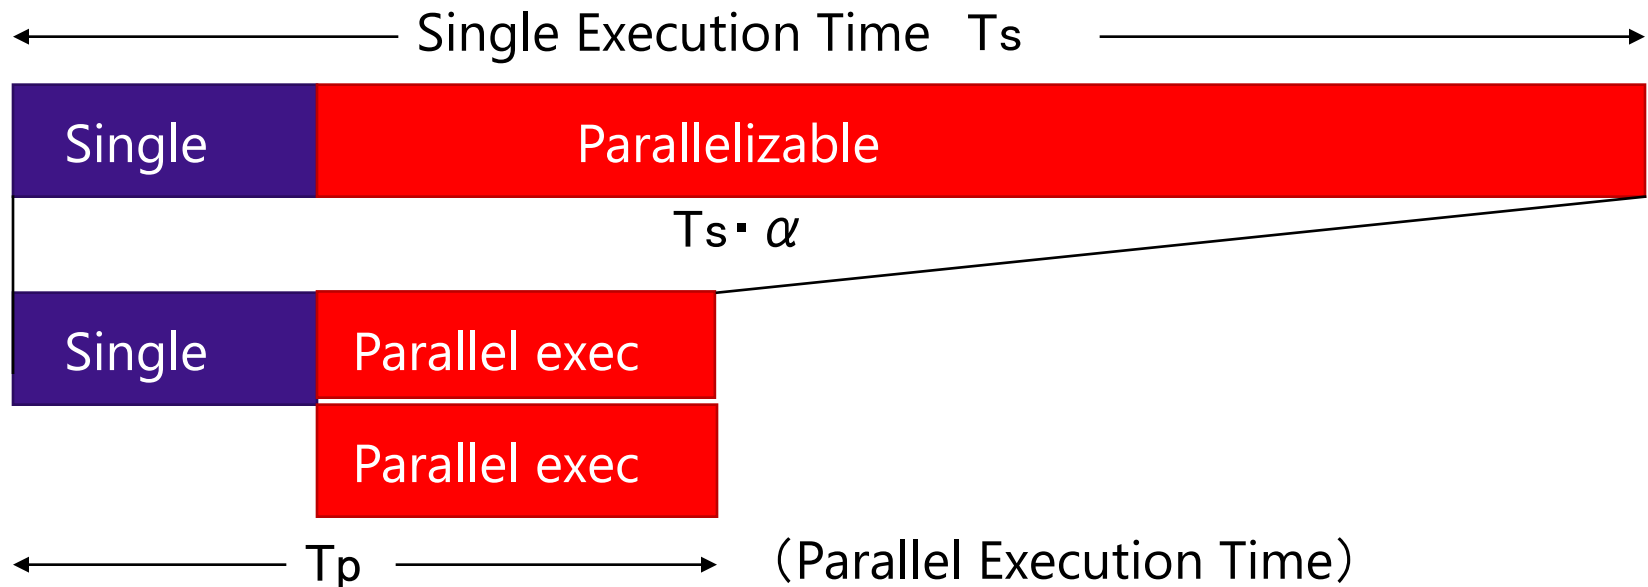 Single Execution Time Ts
Single
Parallelizable
Ts・α
Single
Parallel exec
Parallel exec
Tp
（Parallel Execution Time）